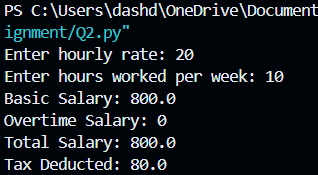 PS C:\Users\dashd\OneDrive\Document
ignment/Q2.py"
Enter hourly rate: 20
Enter hours worked per week: 10
Basic Salary: 800.0
Overtime Salary: 0
Total Salary: 800.0
Tax Deducted: 80.0